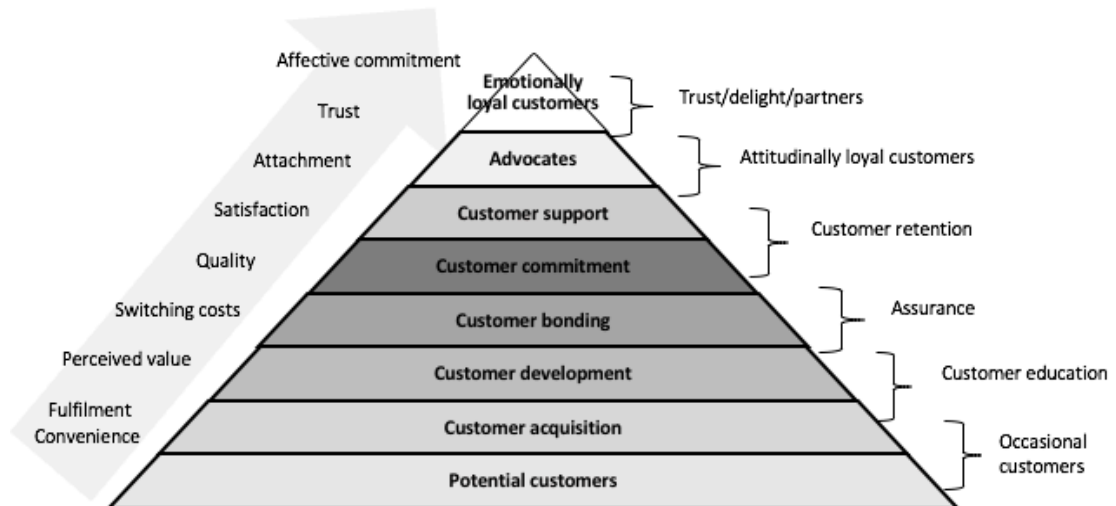 Affective commitment
Trust
Attachment
Satisfaction
Quality
Switching costs
Perceived value
Fulfilment
Convenience
Emotionally
loyal customers
Advocates
Customer support
Customer commitment
Customer bonding
Customer development
Customer acquisition
Potential customers
Trust/delight/partners
Attitudinally loyal customers
Customer retention
Assurance
Customer education
Occasional
customers